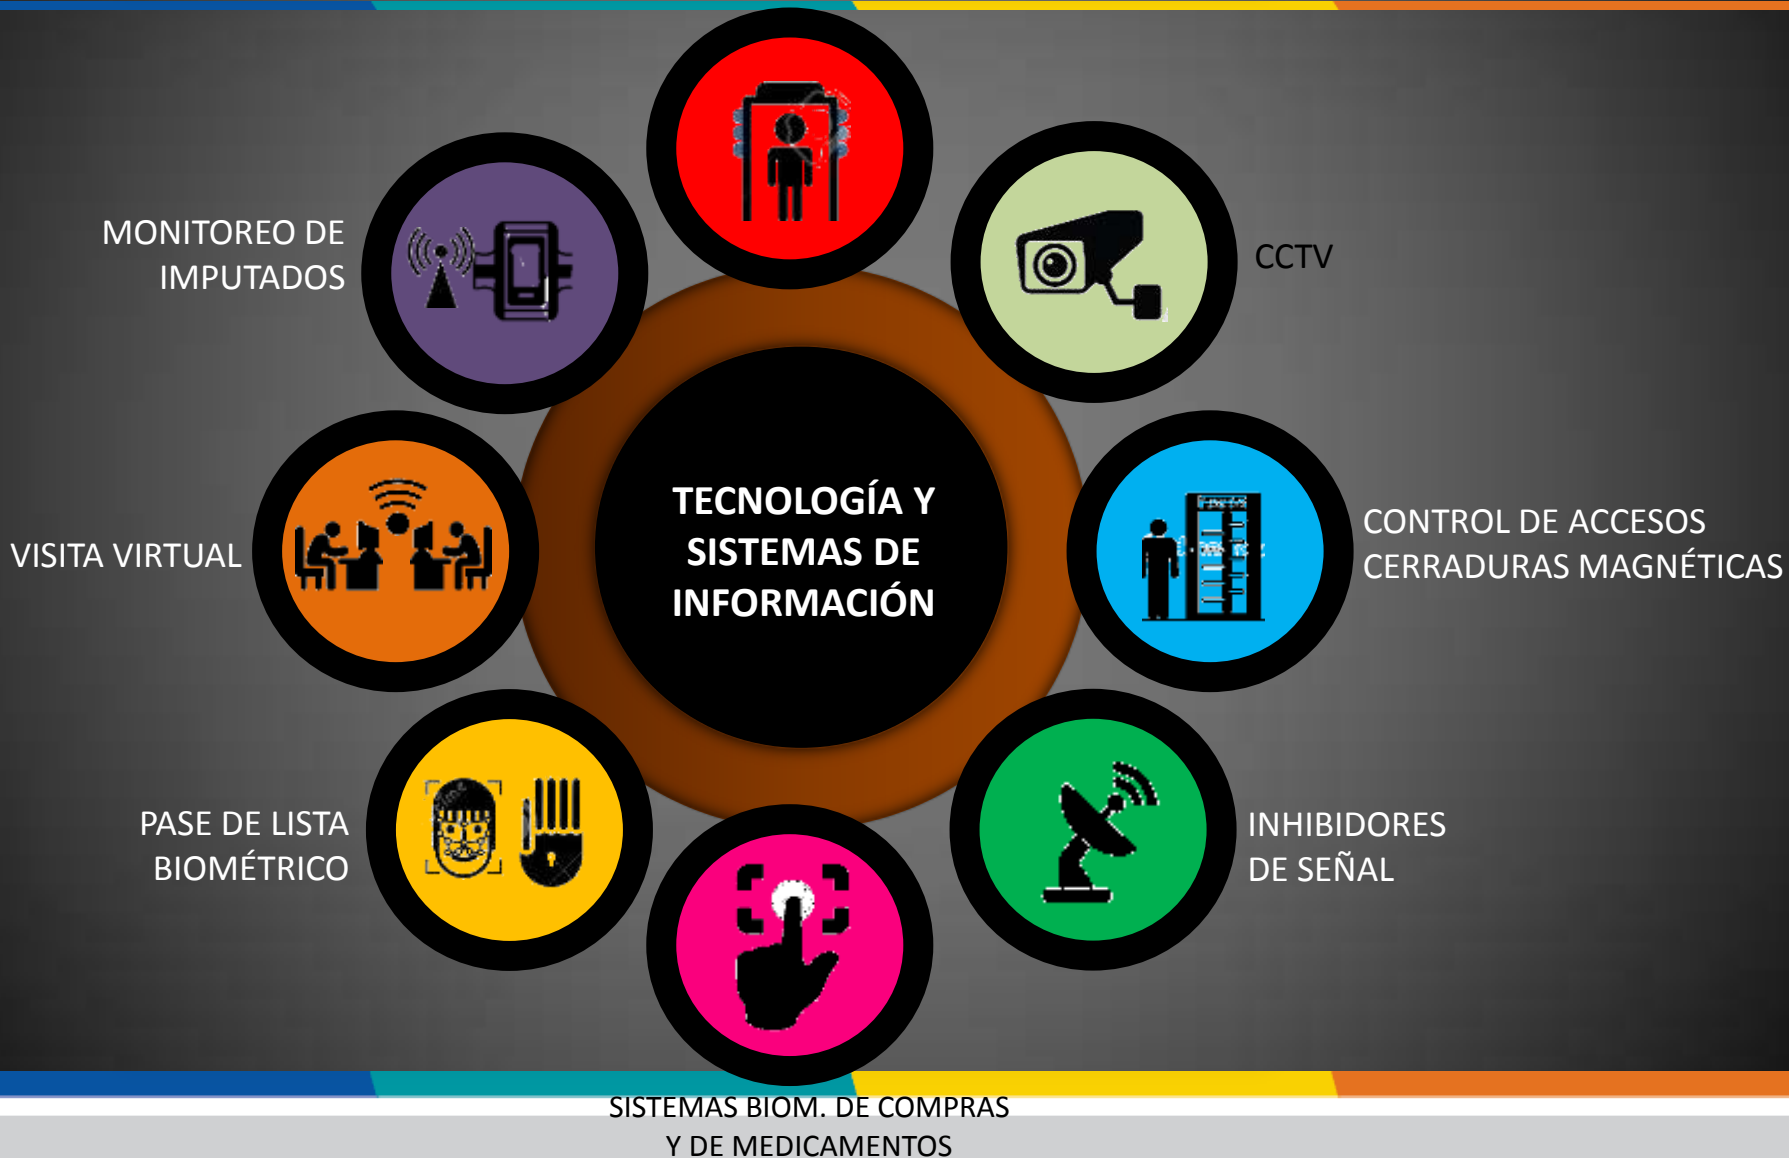 MONITOREO DE
IMPUTADOS
CCTV
VISITA VIRTUAL
TECNOLOGÍA Y
SISTEMAS DE
INFORMACIÓN
CONTROL DE ACCESOS
CERRADURAS MAGNÉTICAS
PASE DE LISTA
BIOMÉTRICO
INHIBIDORES
DE SEÑAL
SISTEMAS BIOM. DE COMPRAS
Y DE MEDICAMENTOS